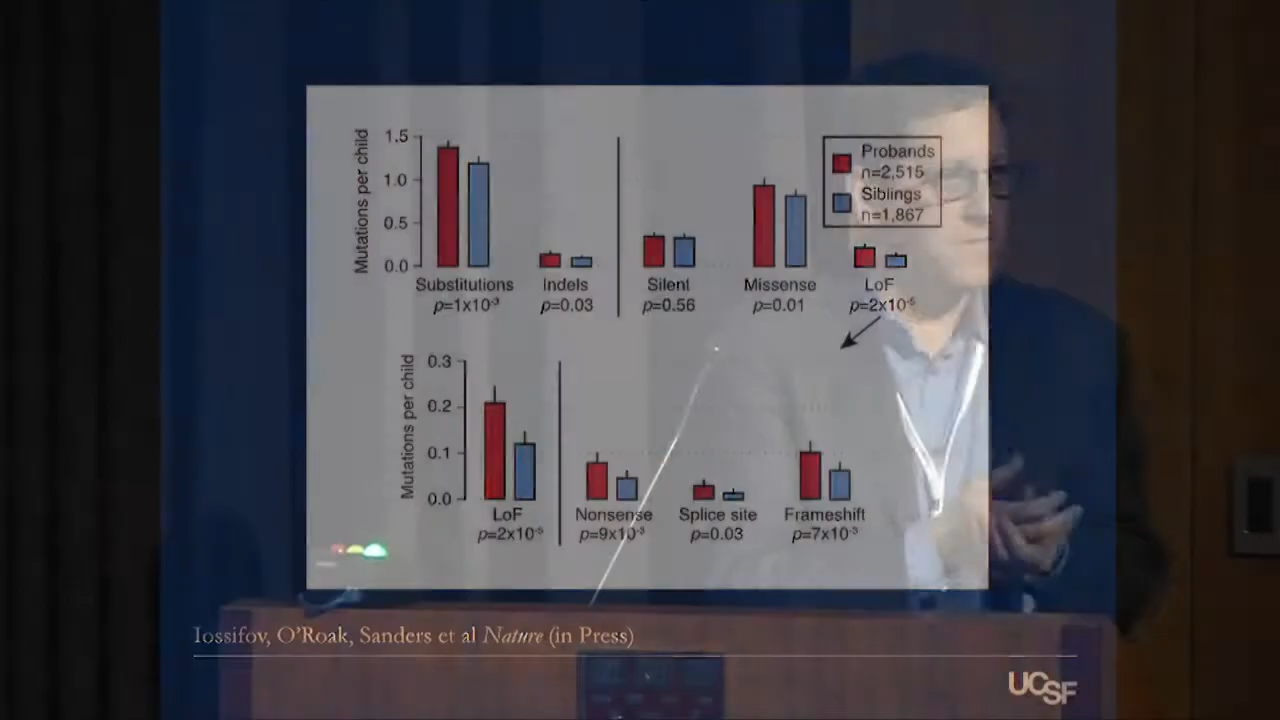 Mutations per child
1.5
1.0
0.5
0.0
Probands
n=2,515
Siblings
n=1,867
Substitutions
Indels
Silent
Missense
LoF
p=1x10⁻³
p=0.03
p=0.56
p=0.01
p=2x10⁻⁵
Mutations per child
0.3
0.2
0.1
0.0
LoF
Nonsense
Splice site
Frameshift
p=2x10⁻⁵
p=9x10⁻³
p=0.03
p=7x10⁻³
Iossifov, O'Roak, Sanders et al Nature (in Press)
UCSF